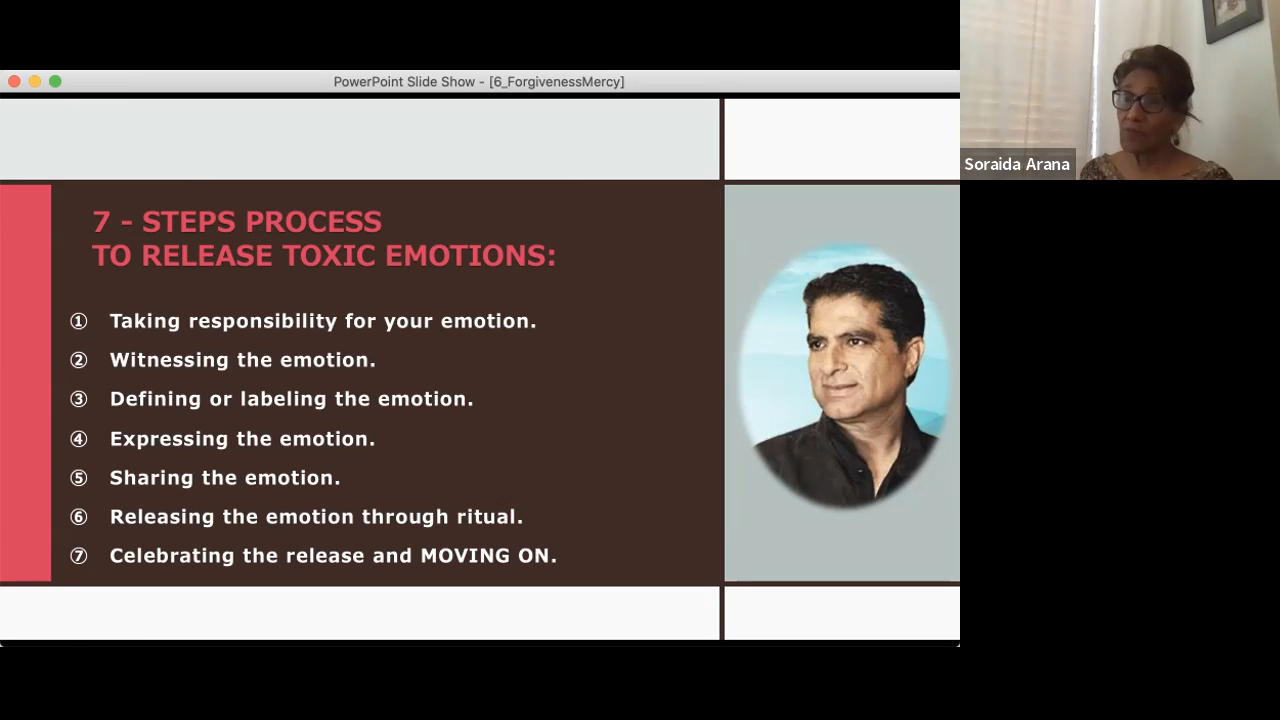 PowerPoint Slide Show - [6_ForgivenessMercy]
Soraida Arana
7 - STEPS PROCESS
TO RELEASE TOXIC EMOTIONS:
① Taking responsibility for your emotion.
② Witnessing the emotion.
③ Defining or labeling the emotion.
④ Expressing the emotion.
⑤ Sharing the emotion.
⑥ Releasing the emotion through ritual.
⑦ Celebrating the release and MOVING ON.